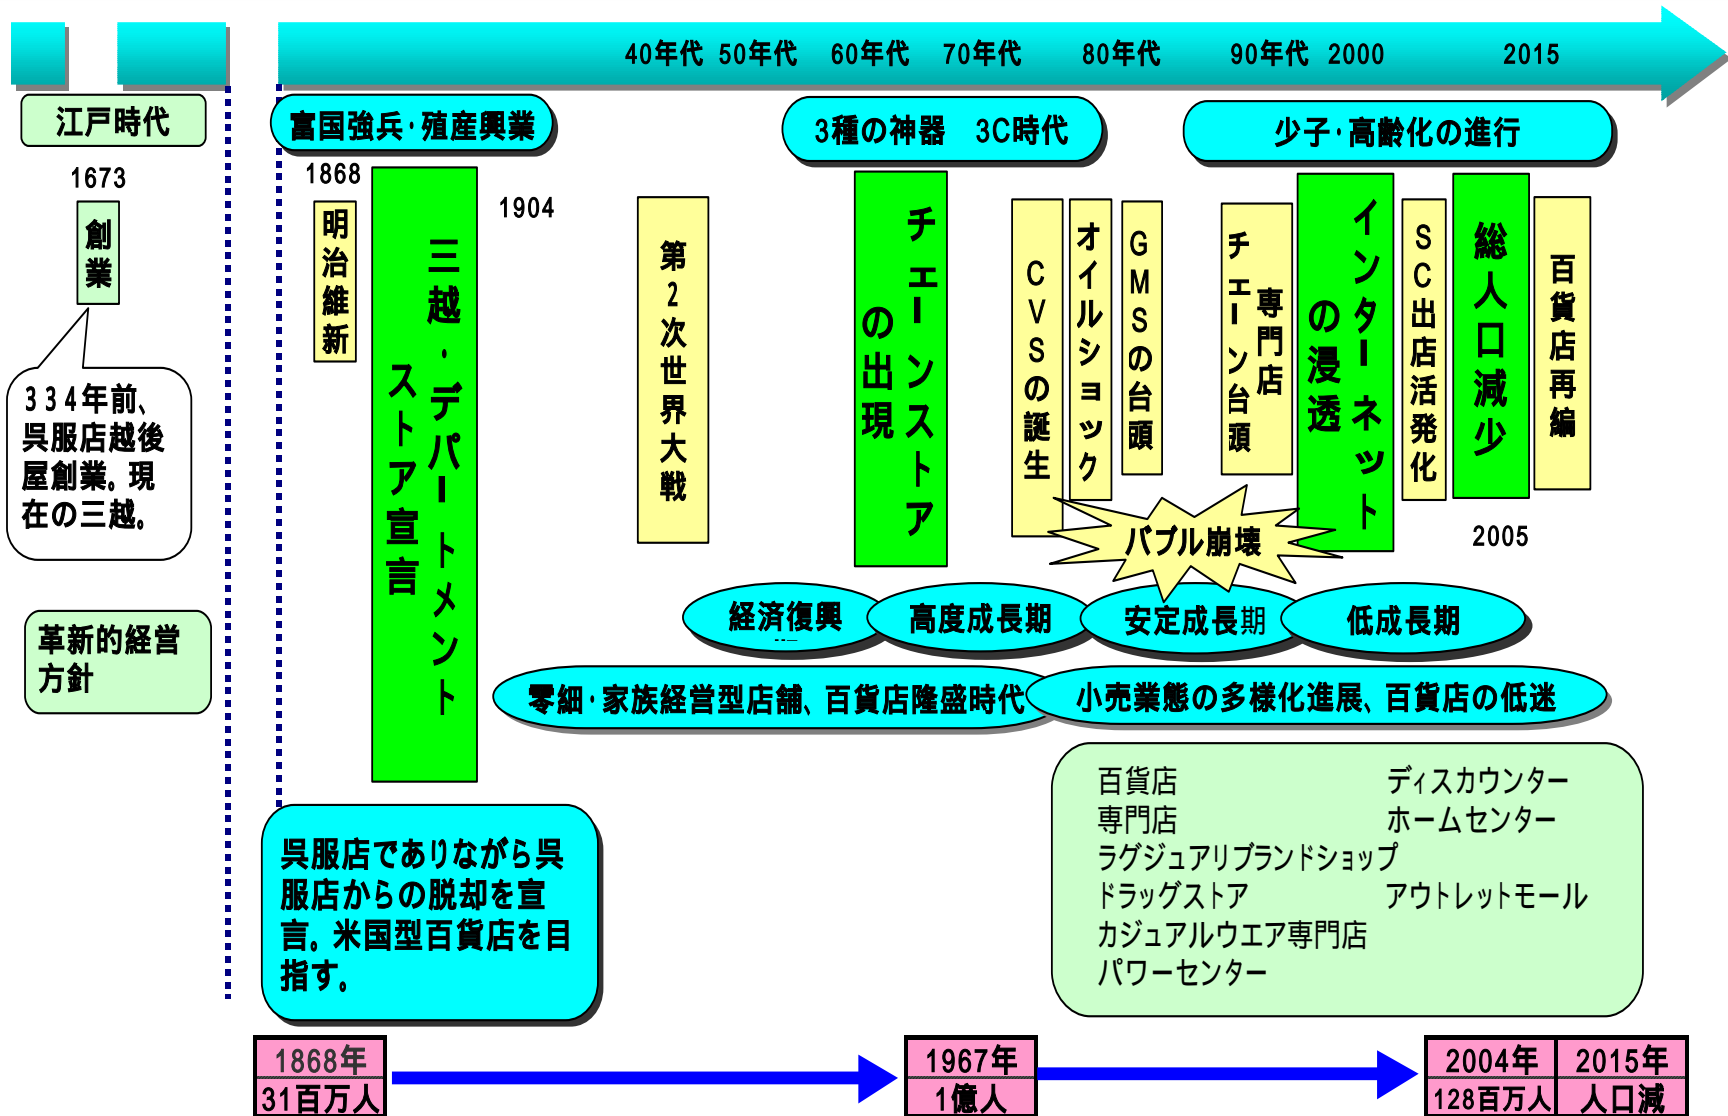 40年代 50年代 60年代 70年代 80年代 90年代 2000 2015
江戸時代
富国強兵・殖産興業
3種の神器 3C時代
少子・高齢化の進行
1673
創業
334年前、
呉服店越後
屋創業。現
在の三越。
革新的経営
方針
1868
明治維新
三越・デパートメント
ストア宣言
1904
第2次世界大戦
チェーンストア
の出現
CVSの誕生
オイルショック
GMSの台頭
専門店
チェーン台頭
インターネット
の浸透
SC出店活発化
総人口減少
2005
百貨店再編
バブル崩壊
経済復興
高度成長期
安定成長期
低成長期
零細・家族経営型店舗、百貨店隆盛時代
小売業態の多様化進展、百貨店の低迷
呉服店でありながら呉
服店からの脱却を宣
言。米国型百貨店を目
指す。
百貨店 ディスカウンター
専門店 ホームセンター
ラグジュアリブランドショップ
ドラッグストア アウトレットモール
カジュアルウエア専門店
パワーセンター
1868年
31百万人
1967年
1億人
2004年
128百万人
2015年
人口減